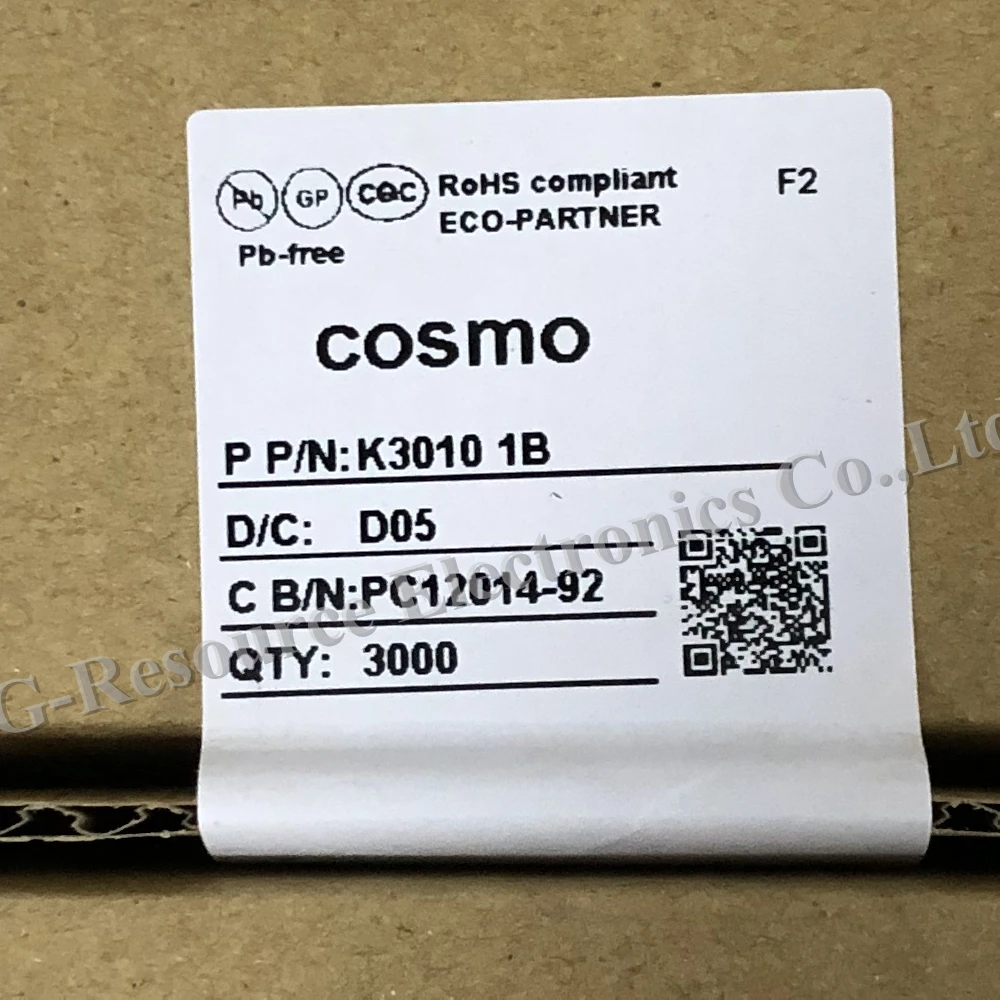 Pb GP CQC RoHS compliant F2
ECO-PARTNER
Pb-free
cosmo
P P/N: K3010 1B
D/C: D05
C B/N: PC12014-92
QTY: 3000
G-Resource Electronics Co.,Ltd